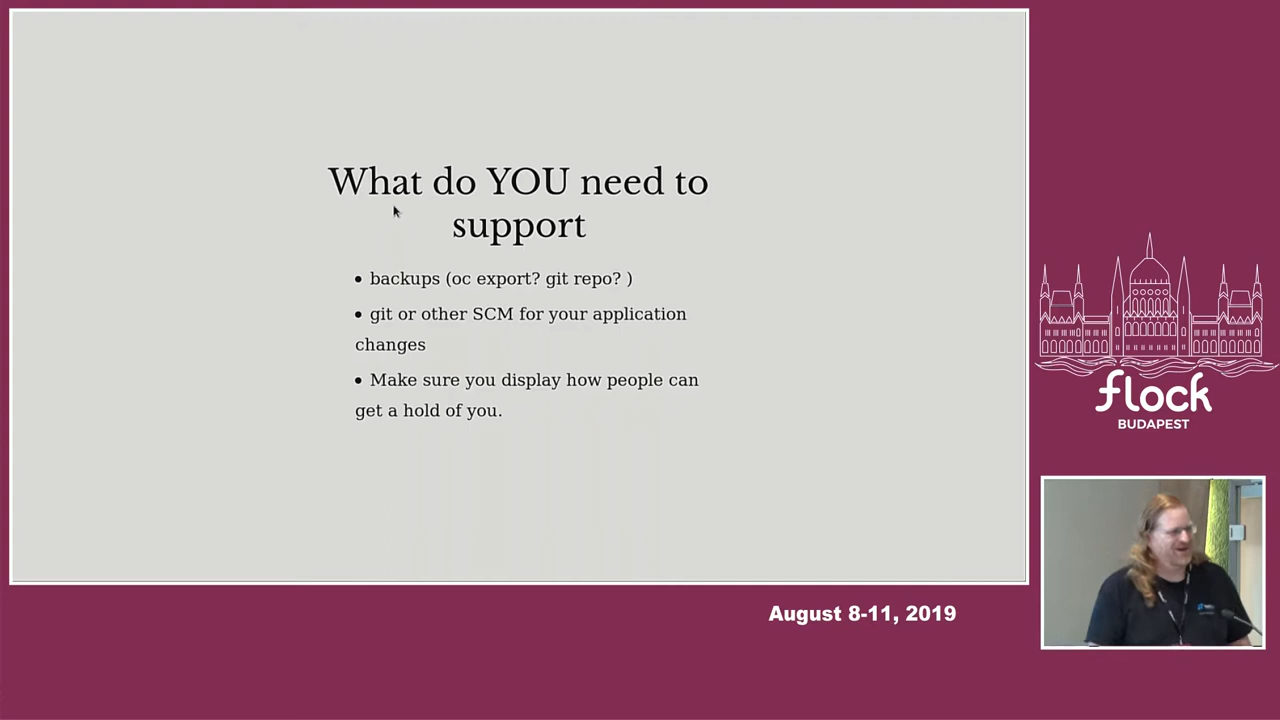 What do YOU need to
support
• backups (oc export? git repo? )
• git or other SCM for your application
changes
• Make sure you display how people can
get a hold of you.
flock
BUDAPEST
August 8-11, 2019